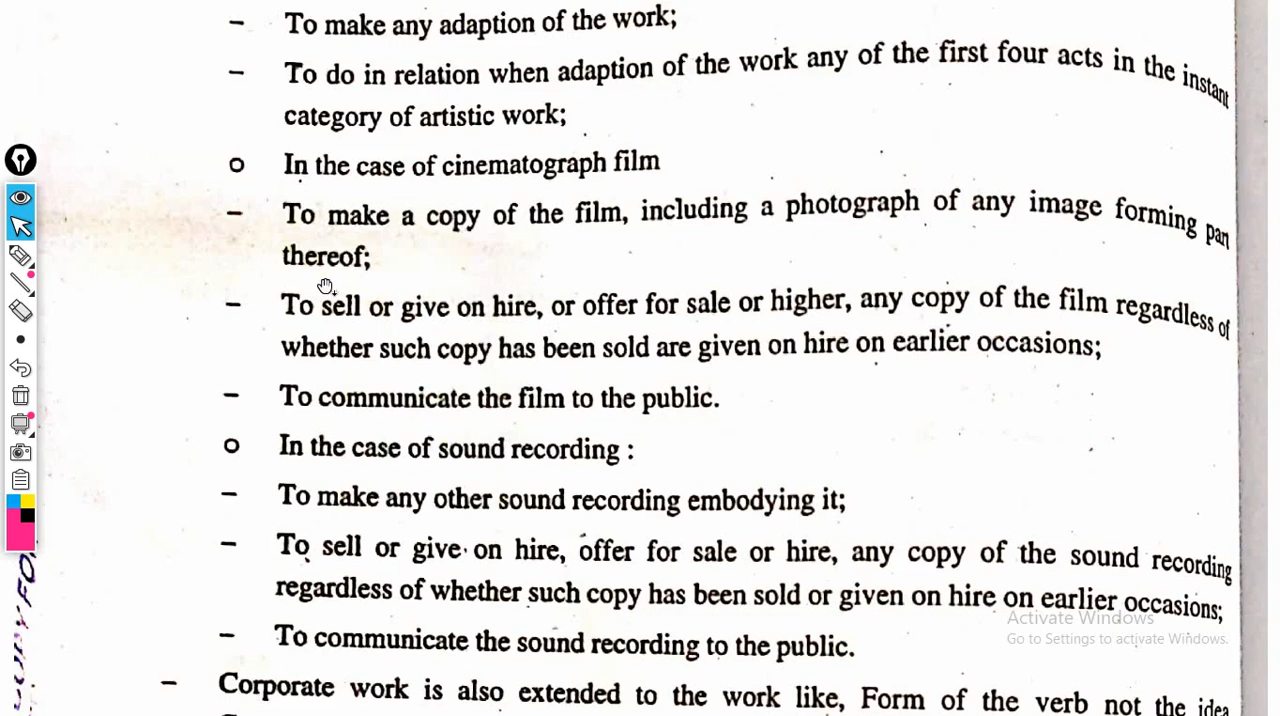 - To make any adaption of the work;
- To do in relation when adaption of the work any of the first four acts in the instant
category of artistic work;
o In the case of cinematograph film
- To make a copy of the film, including a photograph of any image forming pan
thereof;
- To sell or give on hire, or offer for sale or higher, any copy of the film regardless of
whether such copy has been sold are given on hire on earlier occasions;
- To communicate the film to the public.
o In the case of sound recording :
- To make any other sound recording embodying it;
- To sell or give on hire, offer for sale or hire, any copy of the sound recording
regardless of whether such copy has been sold or given on hire on earlier occasions;
Activate Windows
Go to Settings to activate Windows.
- To communicate the sound recording to the public.
- Corporate work is also extended to the work like, Form of the verb not the idea